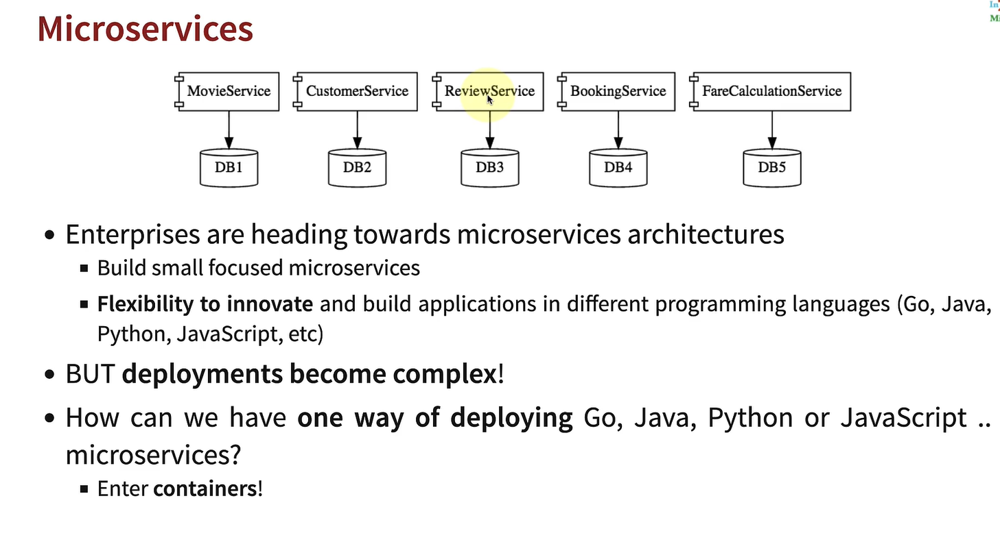 Microservices
In
Mi
MovieService
CustomerService
ReviewService
BookingService
FareCalculationService
DB1
DB2
DB3
DB4
DB5
• Enterprises are heading towards microservices architectures
▪ Build small focused microservices
▪ Flexibility to innovate and build applications in different programming languages (Go, Java,
Python, JavaScript, etc)
• BUT deployments become complex!
• How can we have one way of deploying Go, Java, Python or JavaScript ..
microservices?
▪ Enter containers!